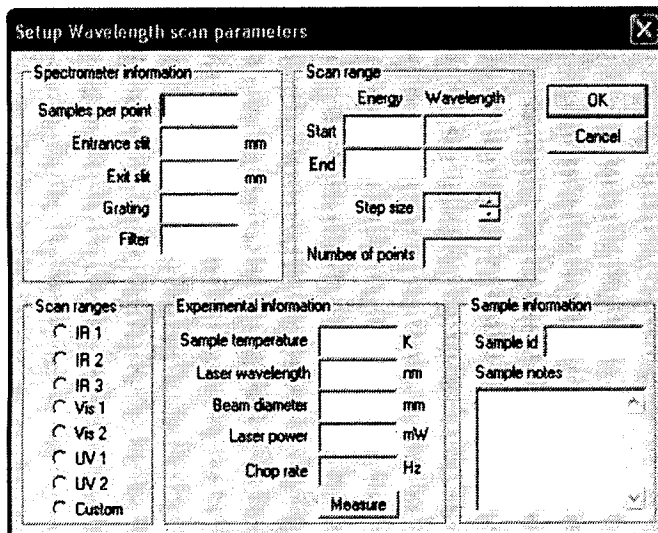 Setup Wavelength scan parameters
Spectrometer information
Samples per point
Entrance slit mm
Exit slit mm
Grating
Filter
Scan range
Energy Wavelength
Start
End
Step size
Number of points
OK
Cancel
Scan ranges
IR 1
IR 2
IR 3
Vis 1
Vis 2
UV 1
UV 2
Custom
Experimental information
Sample temperature K
Laser wavelength nm
Beam diameter mm
Laser power mW
Chop rate Hz
Measure
Sample information
Sample id
Sample notes